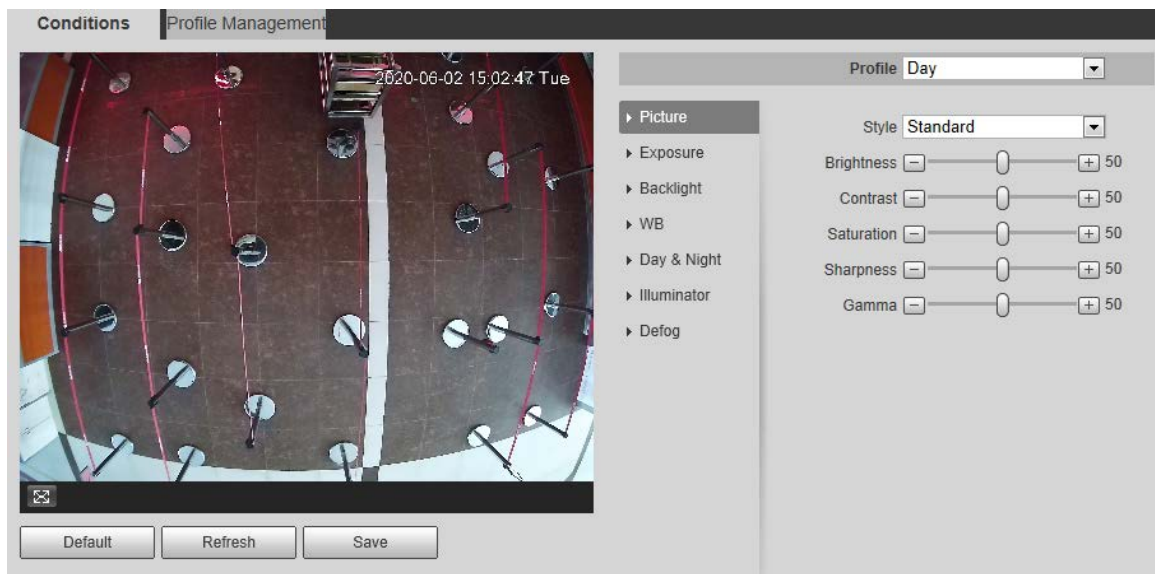 Conditions
Profile Management
2020-06-02 15:02:47 Tue
Profile Day
Picture
Exposure
Backlight
WB
Day & Night
Illuminator
Defog
Style Standard
Brightness 50
Contrast 50
Saturation 50
Sharpness 50
Gamma 50
Default
Refresh
Save